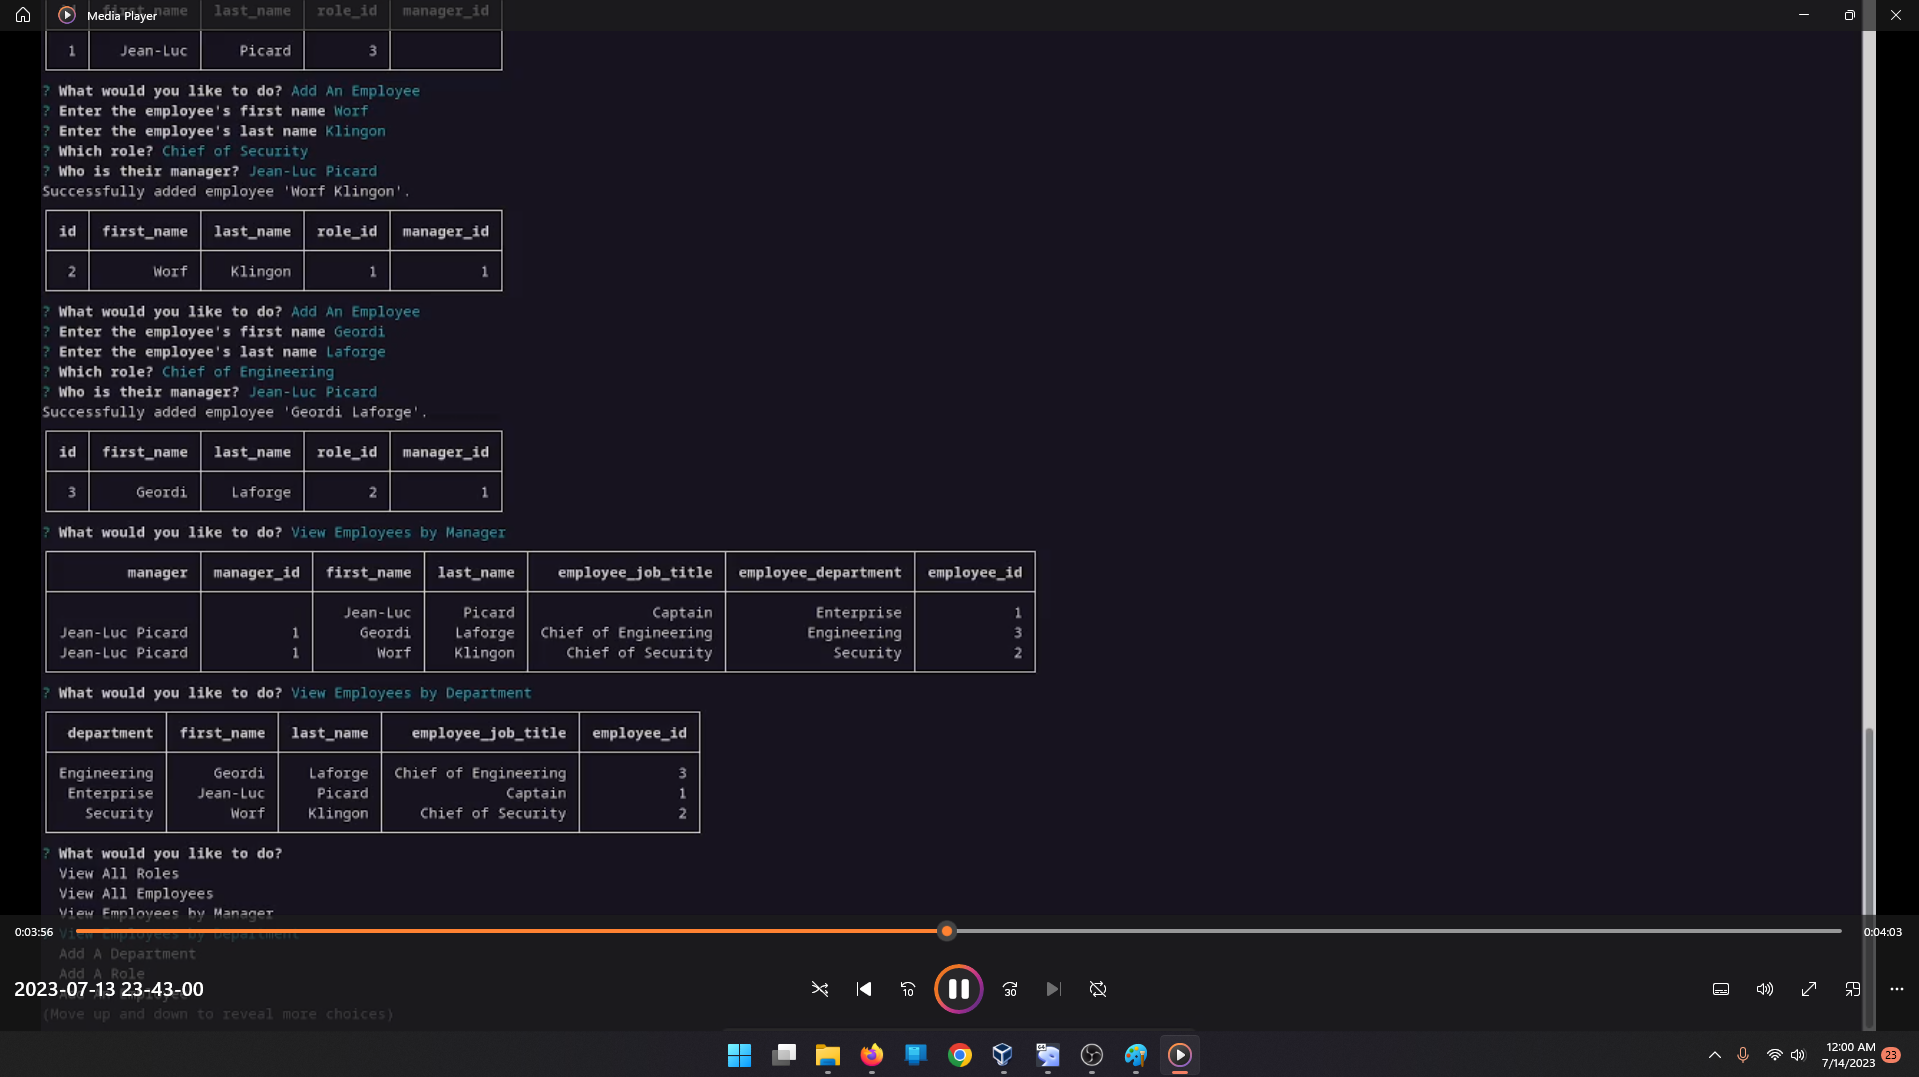 Media Player
id first_name last_name role_id manager_id
1 Jean-Luc Picard 3
? What would you like to do? Add An Employee
? Enter the employee's first name Worf
? Enter the employee's last name Klingon
? Which role? Chief of Security
? Who is their manager? Jean-Luc Picard
Successfully added employee 'Worf Klingon'.
id first_name last_name role_id manager_id
2 Worf Klingon 1 1
? What would you like to do? Add An Employee
? Enter the employee's first name Geordi
? Enter the employee's last name Laforge
? Which role? Chief of Engineering
? Who is their manager? Jean-Luc Picard
Successfully added employee 'Geordi Laforge'.
id first_name last_name role_id manager_id
3 Geordi Laforge 2 1
? What would you like to do? View Employees by Manager
manager manager_id first_name last_name employee_job_title employee_department employee_id
Jean-Luc Picard Captain Enterprise 1
Jean-Luc Picard 1 Geordi Laforge Chief of Engineering Engineering 3
Jean-Luc Picard 1 Worf Klingon Chief of Security Security 2
? What would you like to do? View Employees by Department
department first_name last_name employee_job_title employee_id
Engineering Geordi Laforge Chief of Engineering 3
Enterprise Jean-Luc Picard Captain 1
Security Worf Klingon Chief of Security 2
? What would you like to do?
View All Roles
View All Employees
View Employees by Manager
View Employees by Department
0:03:56 0:04:03
Add A Department
Add A Role
2023-07-13 23-43-00
10 30
Add An Employee
(Move up and down to reveal more choices)
64
12:00 AM
7/14/2023 23